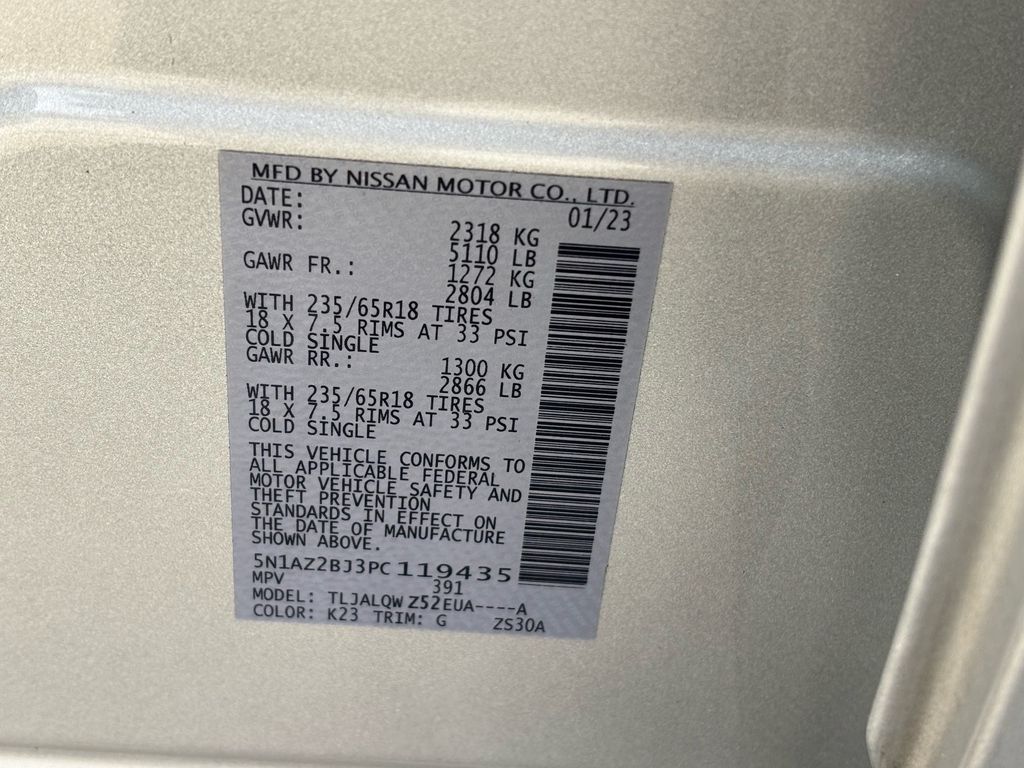 MFD BY NISSAN MOTOR CO., LTD.
DATE: 01/23
GVWR: 2318 KG
5110 LB
GAWR FR.: 1272 KG
2804 LB
WITH 235/65R18 TIRES
18 X 7.5 RIMS AT 33 PSI
COLD SINGLE
GAWR RR.: 1300 KG
2866 LB
WITH 235/65R18 TIRES
18 X 7.5 RIMS AT 33 PSI
COLD SINGLE
THIS VEHICLE CONFORMS TO
ALL APPLICABLE FEDERAL
MOTOR VEHICLE SAFETY AND
THEFT PREVENTION
STANDARDS IN EFFECT ON
THE DATE OF MANUFACTURE
SHOWN ABOVE.
5N1AZ2BJ3PC119435
MPV 391
MODEL: TLJALQW Z52EUA----A
COLOR: K23 TRIM: G ZS30A